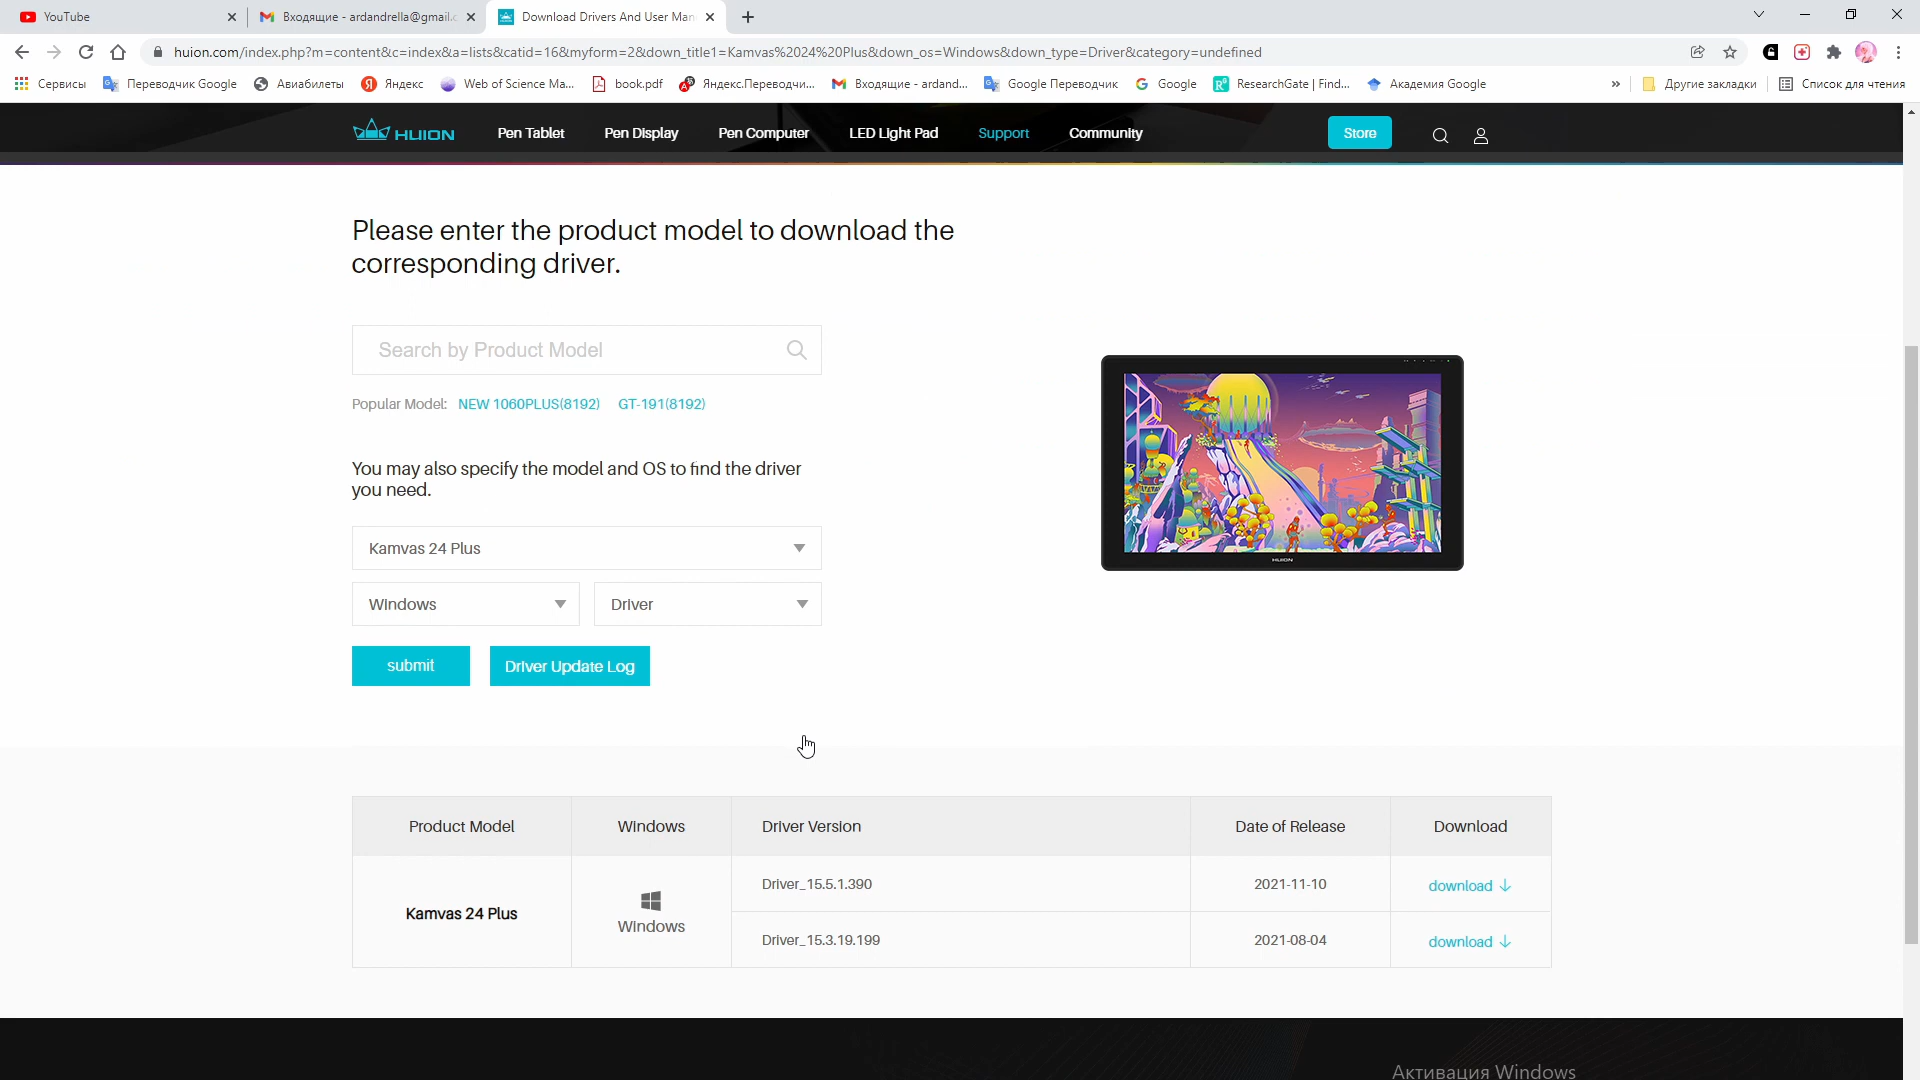 YouTube
Входящие - ardandrella@gmail.c
Download Drivers And User Man
huion.com/index.php?m=content&c=index&a=lists&catid=16&myform=2&down_title1=Kamvas%2024%20Plus&down_os=Windows&down_type=Driver&category=undefined
Сервисы
Переводчик Google
Авиабилеты
Яндекс
Web of Science Ma...
book.pdf
Яндекс.Переводчи...
Входящие - ardand...
Google Переводчик
Google
ResearchGate | Find...
Академия Google
»
Другие закладки
Список для чтения
HUION
Pen Tablet
Pen Display
Pen Computer
LED Light Pad
Support
Community
Store
Please enter the product model to download the
corresponding driver.
Search by Product Model
Popular Model: NEW 1060PLUS(8192) GT-191(8192)
You may also specify the model and OS to find the driver
you need.
Kamvas 24 Plus
Windows
Driver
submit
Driver Update Log
HUION
Product Model
Windows
Driver Version
Date of Release
Download
Kamvas 24 Plus
Windows
Driver_15.5.1.390
2021-11-10
download
Driver_15.3.19.199
2021-08-04
download
Активация Windows